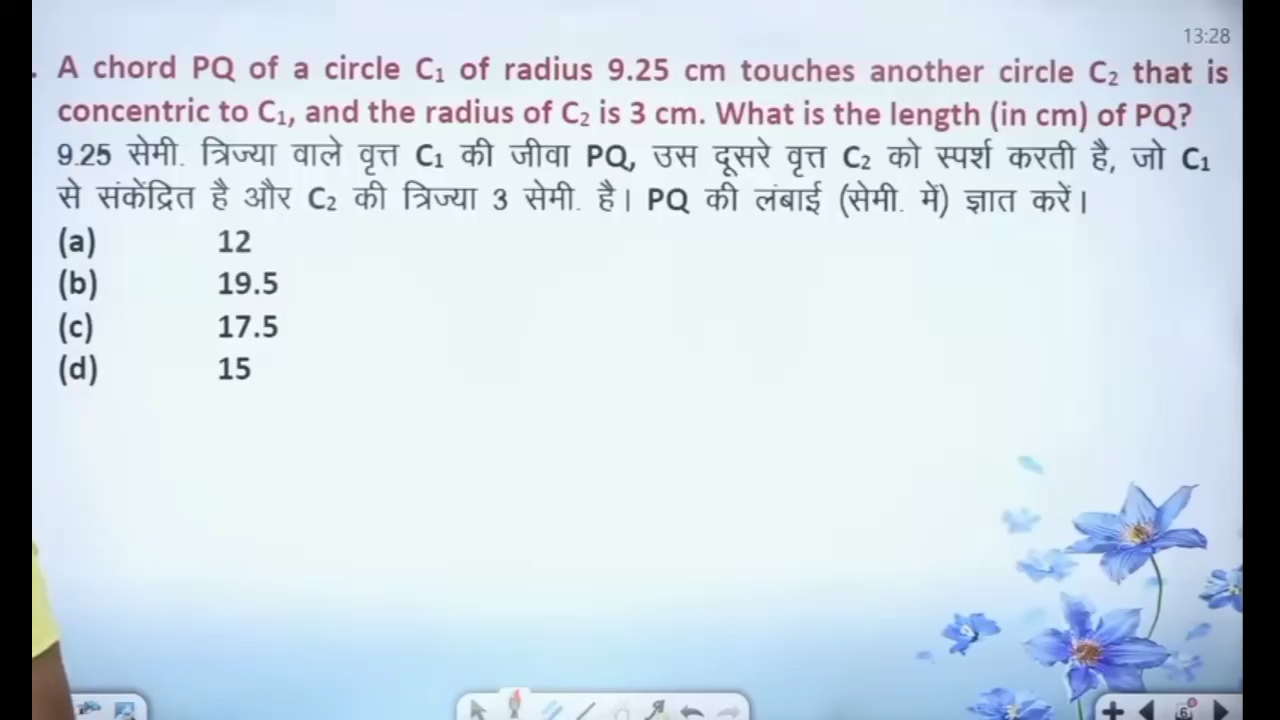 13:28
. A chord PQ of a circle C₁ of radius 9.25 cm touches another circle C₂ that is
concentric to C₁, and the radius of C₂ is 3 cm. What is the length (in cm) of PQ?
9.25 सेमी. त्रिज्या वाले वृत्त C₁ की जीवा PQ, उस दूसरे वृत्त C₂ को स्पर्श करती है, जो C₁
से संकेंद्रित है और C₂ की त्रिज्या 3 सेमी. है। PQ की लंबाई (सेमी. में) ज्ञात करें।
(a) 12
(b) 19.5
(c) 17.5
(d) 15
6